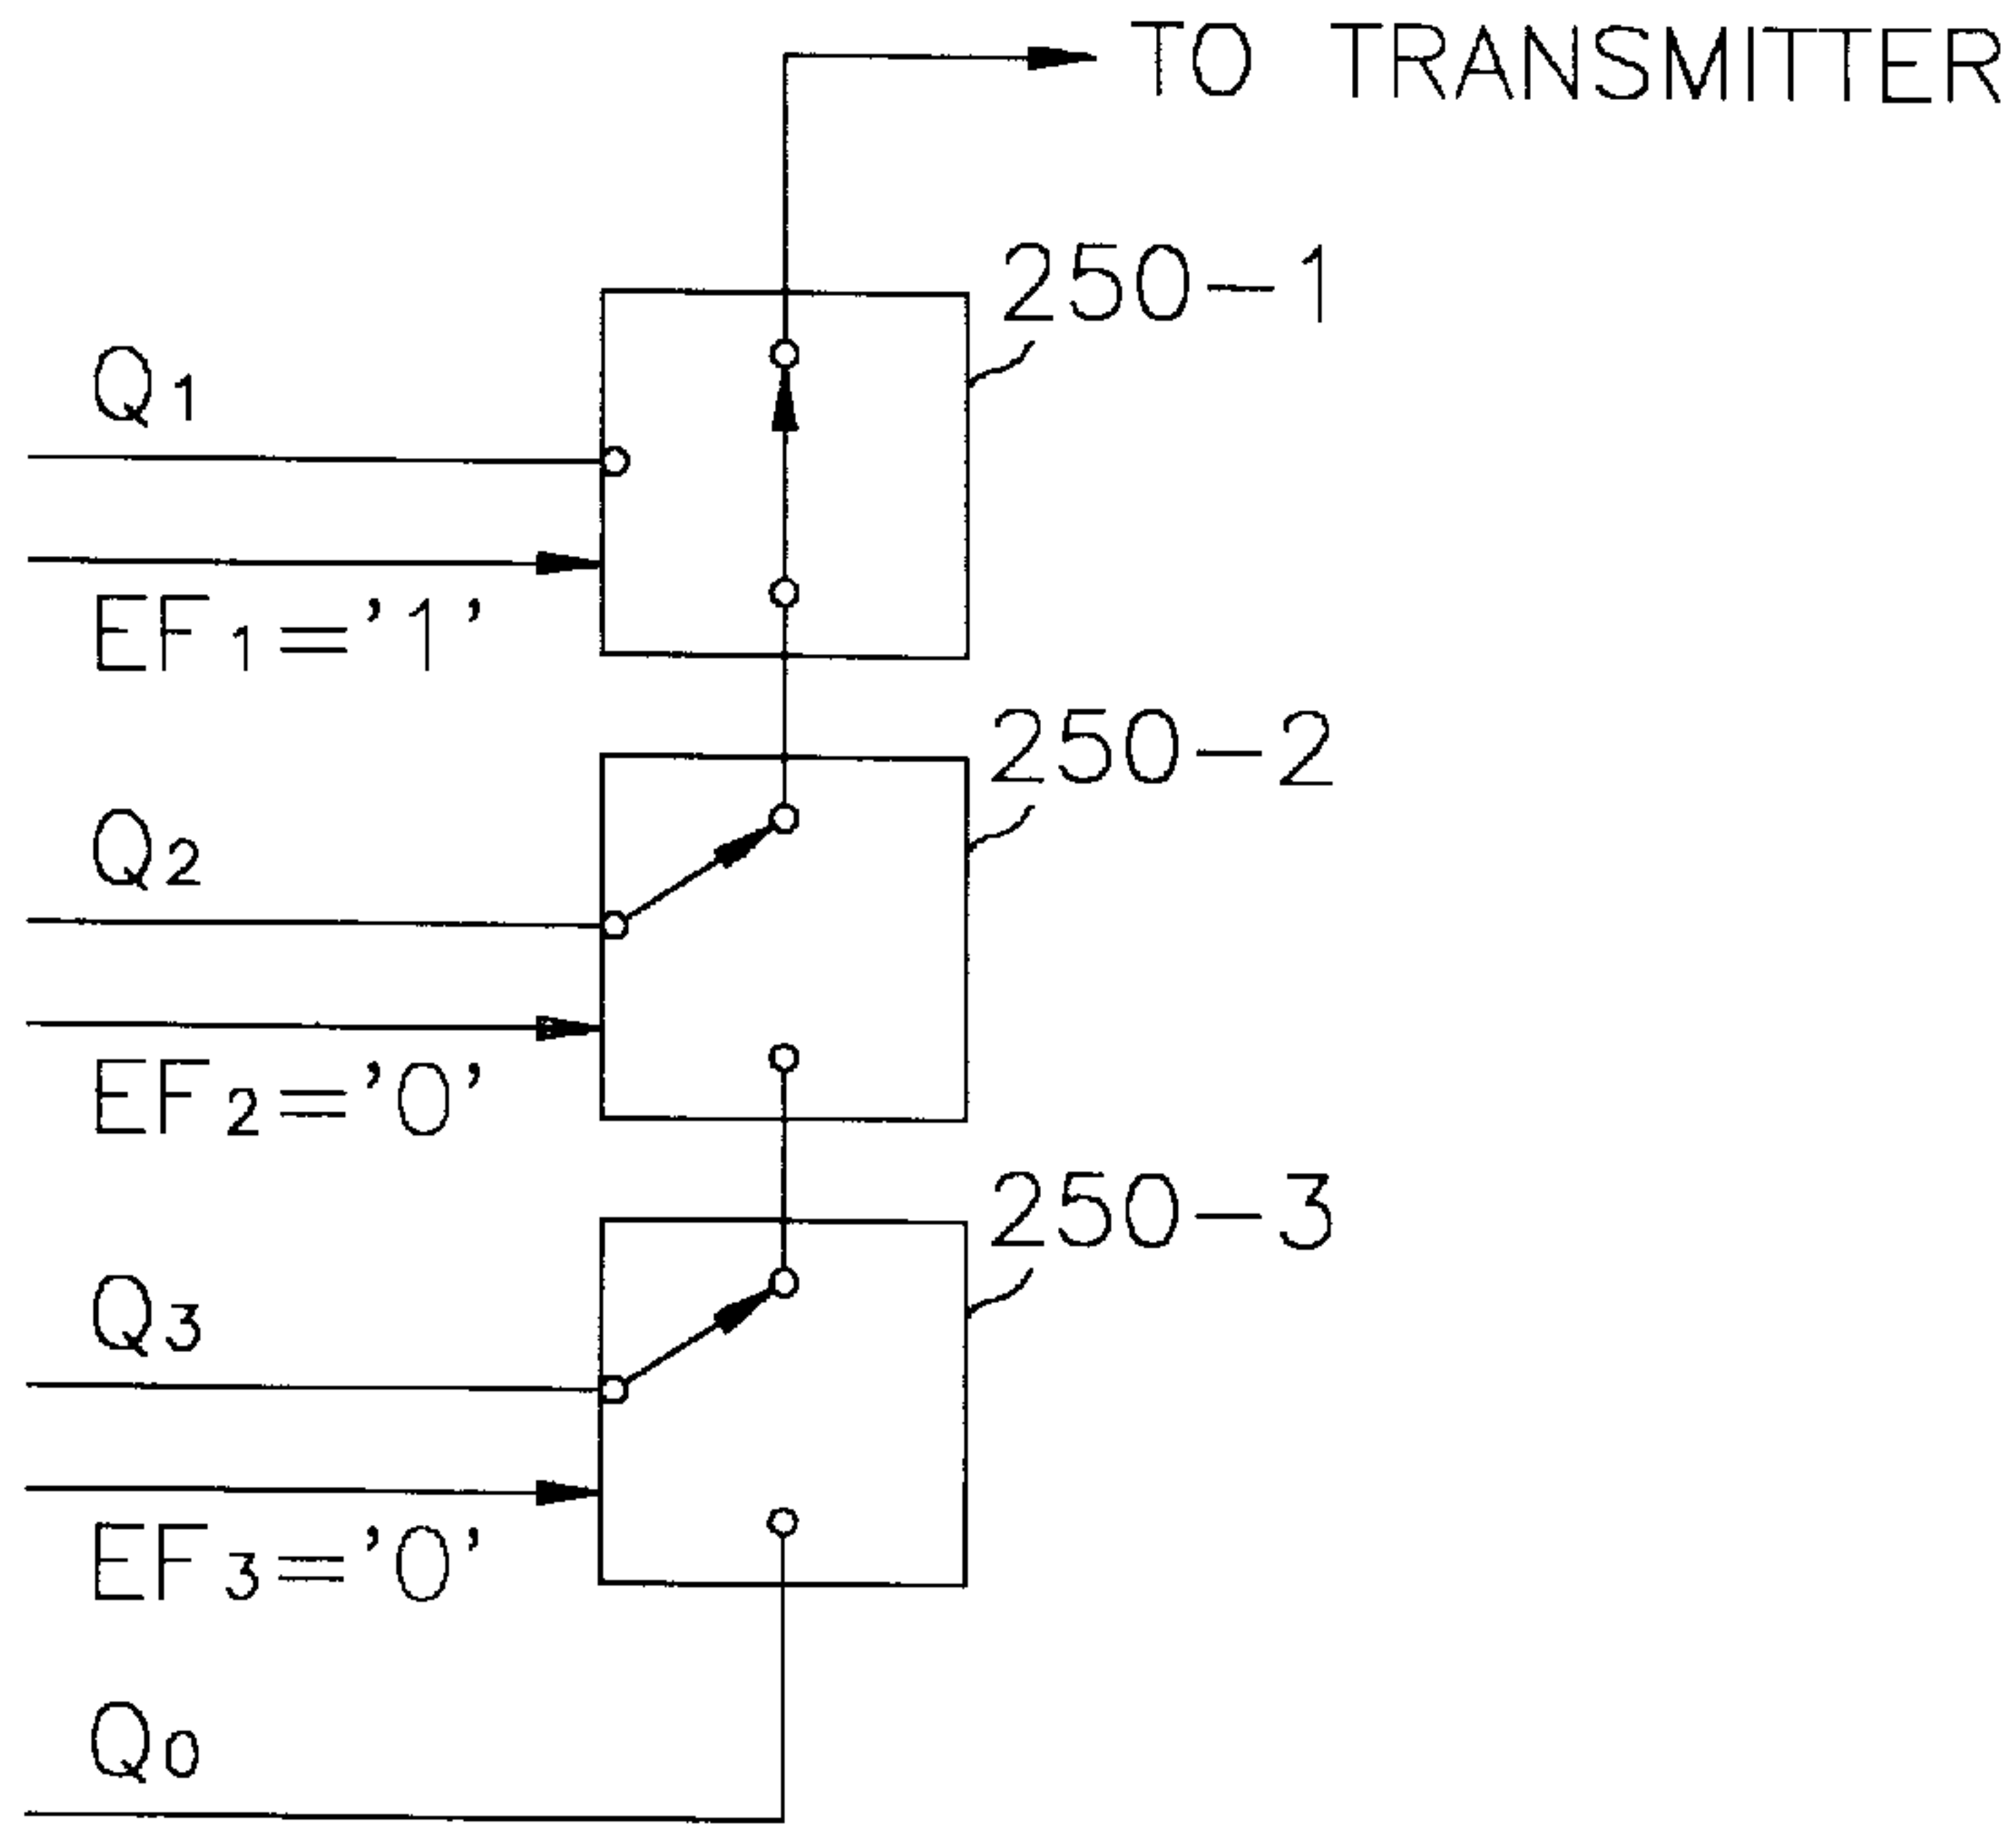 TO TRANSMITTER
250-1
Q1
EF1='1'
250-2
Q2
EF2='0'
250-3
Q3
EF3='0'
Q0